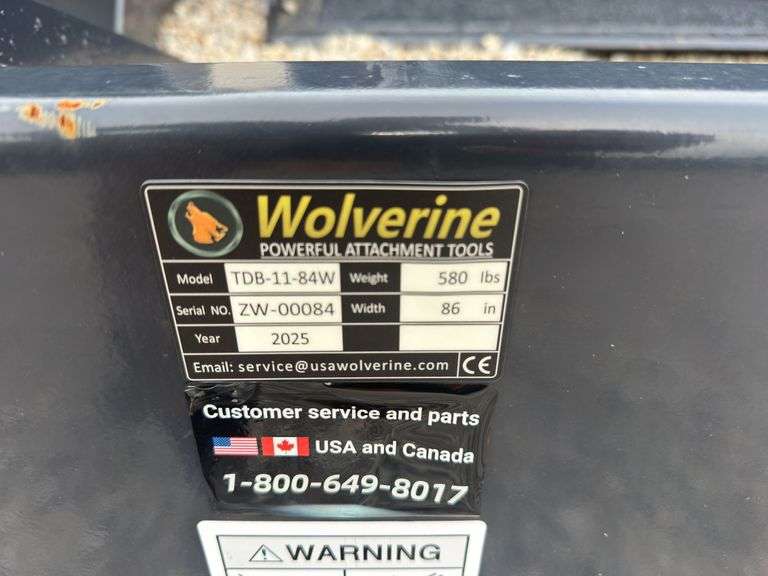 Wolverine
POWERFUL ATTACHMENT TOOLS
Model TDB-11-84W Weight 580 lbs
Serial NO. ZW-00084 Width 86 in
Year 2025
Email: service@usawolverine.com CE
Customer service and parts
USA and Canada
1-800-649-8017
⚠WARNING